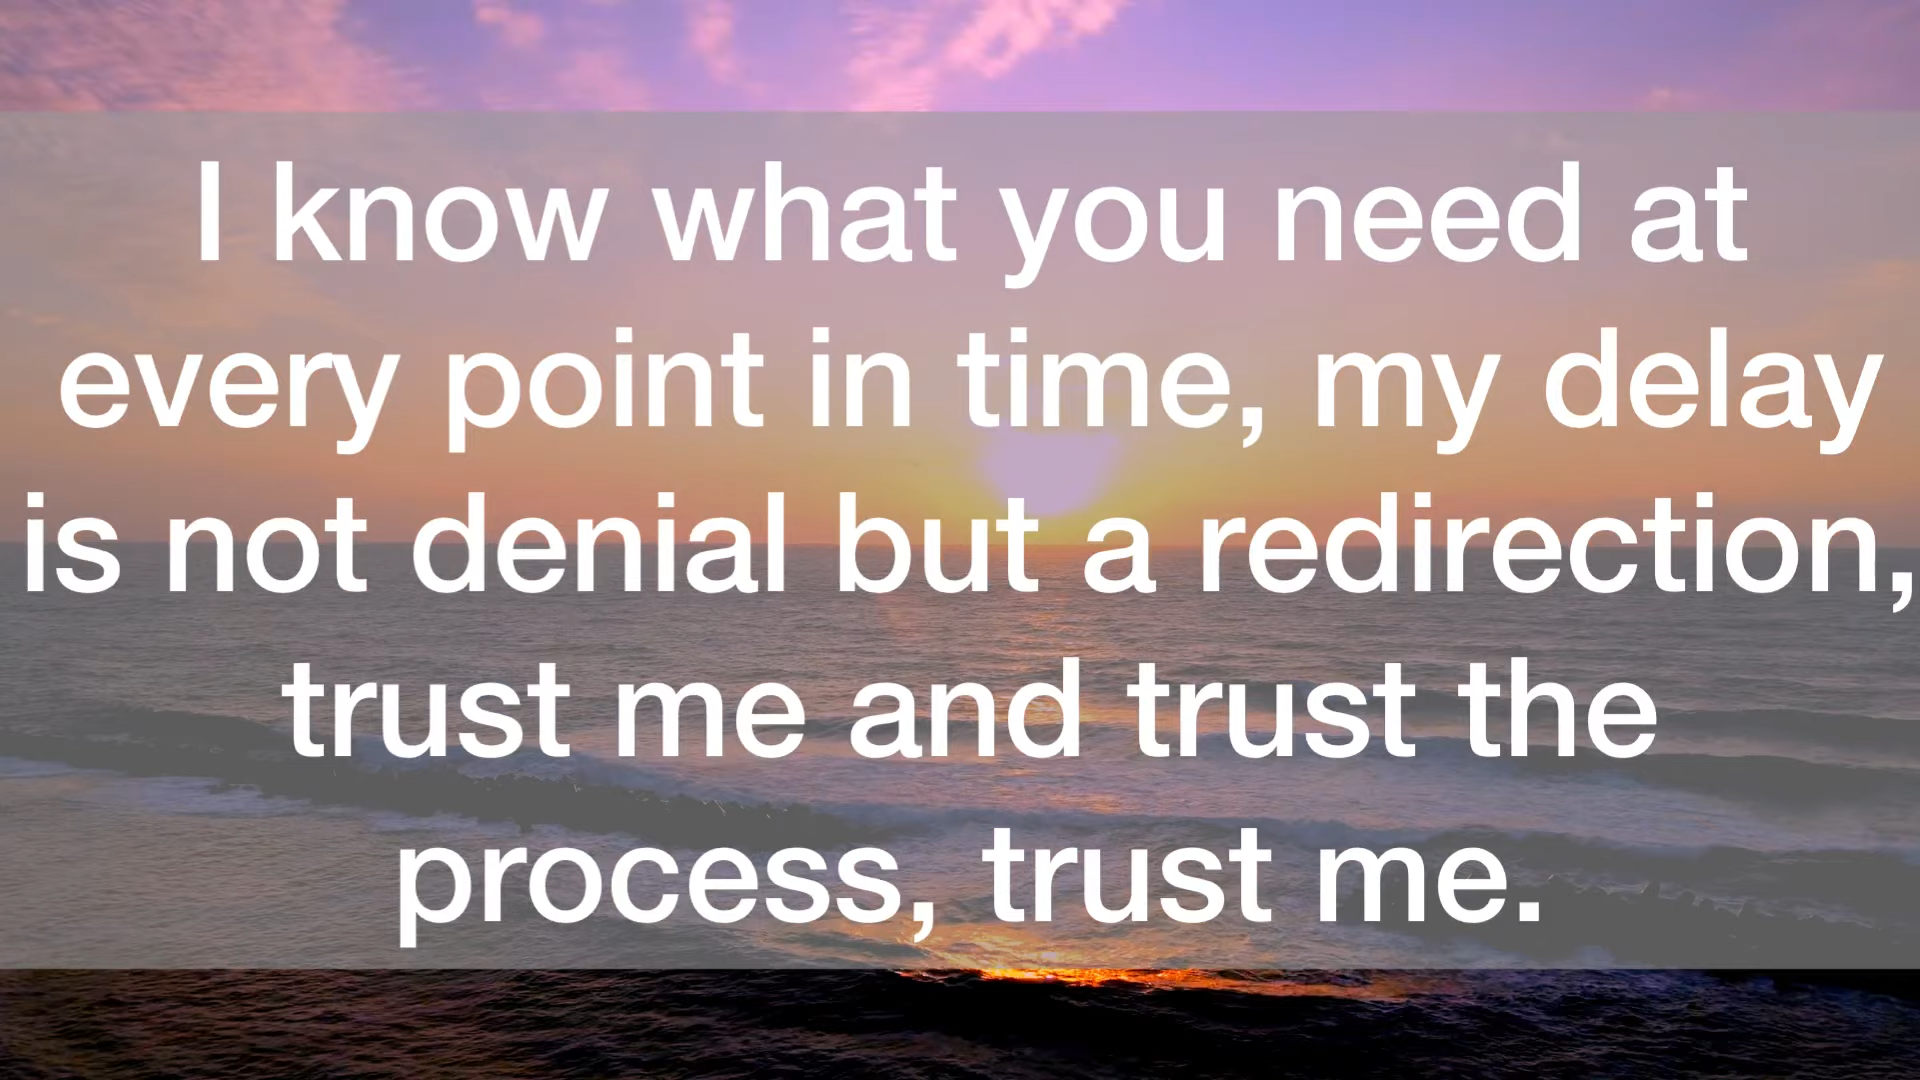 I know what you need at
every point in time, my delay
is not denial but a redirection,
trust me and trust the
process, trust me.